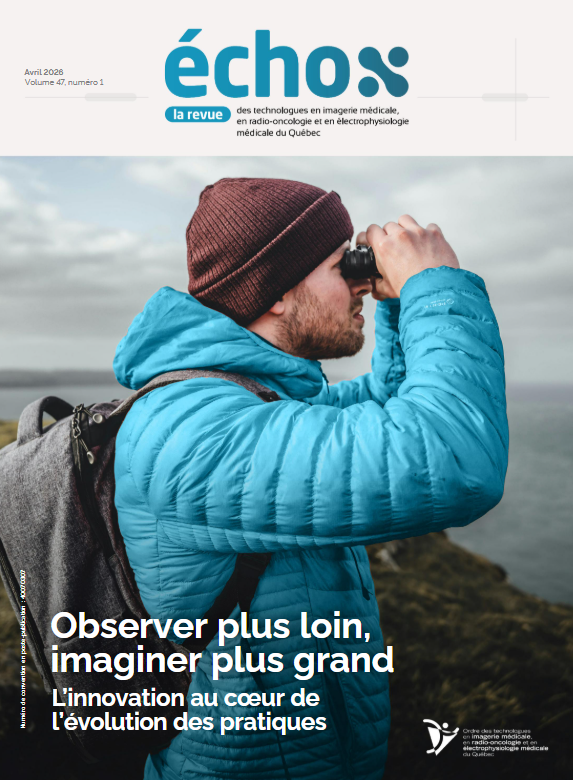 Avril 2026
Volume 47, numéro 1
échox
la revue
des technologues en imagerie médicale,
en radio-oncologie et en électrophysiologie
médicale du Québec
Observer plus loin,
imaginer plus grand
L'innovation au cœur de
l'évolution des pratiques
Numéro de convention en poste-publication : 40070307
Ordre des technologues
en imagerie médicale,
en radio-oncologie et en
électrophysiologie médicale
du Québec